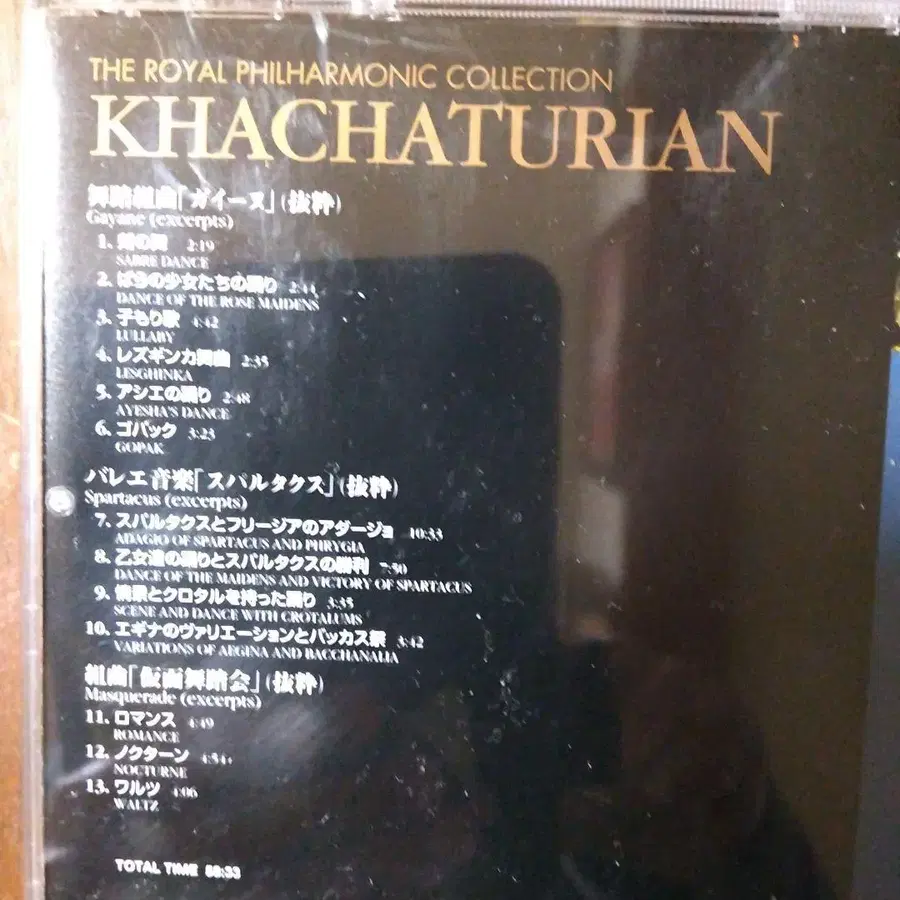 THE ROYAL PHILHARMONIC COLLECTION
KHACHATURIAN
舞踏組曲「ガイーヌ」(抜粋)
Gayane (excerpts)
1. 剣の舞 2:19
SABRE DANCE
2. ばらの少女たちの踊り 2:44
DANCE OF THE ROSE MAIDENS
3. 子もり歌 4:42
LULLABY
4. レズギンカ舞曲 2:35
LESGHINKA
5. アシェの踊り 2:48
AYESHA'S DANCE
6. ゴパック 3:23
GOPAK
バレエ音楽「スパルタクス」(抜粋)
Spartacus (excerpts)
7. スパルタクスとフリージアのアダージョ 10:33
ADAGIO OF SPARTACUS AND PHRYGIA
8. 乙女達の踊りとスパルタクスの勝利 7:50
DANCE OF THE MAIDENS AND VICTORY OF SPARTACUS
9. 情景とクロタルを持った踊り 3:35
SCENE AND DANCE WITH CROTALUMS
10. エギナのヴァリエーションとバッカス祭 3:42
VARIATIONS OF AEGINA AND BACCHANALIA
組曲「仮面舞踏会」(抜粋)
Masquerade (excerpts)
11. ロマンス 4:49
ROMANCE
12. ノクターン 4:54
NOCTURNE
13. ワルツ 4:06
WALTZ
TOTAL TIME 58:33